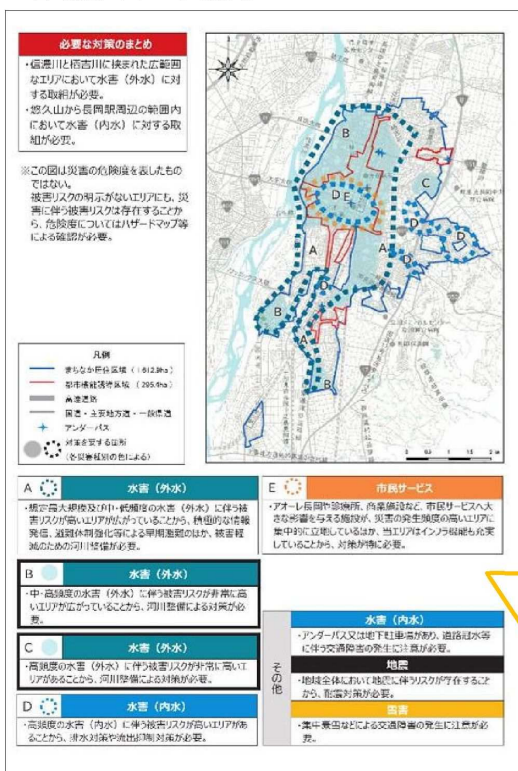 必要な対策のまとめ
・信濃川と栖吉川に挟まれた広範囲
なエリアにおいて水害（外水）に対
する取組が必要。
・悠久山から長岡駅周辺の範囲内
において水害（内水）に対する取
組が必要。
※この図は災害の危険度を表したもの
ではない。
被害リスクの明示がないエリアにも、災
害に伴う被害リスクは存在することか
ら、危険度についてはハザードマップ等
による確認が必要。
B
C
D E
D
D
D
A
A
D
B
A
B
凡例
まちなか居住区域（1612.9ha）
都市機能誘導区域（295.4ha）
高速道路
国道・主要地方道・一般県道
アンダーパス
対策を要する箇所
（各災害種別の色による）
A 水害（外水）
・想定最大規模及び中・低頻度の水害（外水）に伴う被
害リスクが高いエリアが広がっていることから、積極的な情報
発信、避難体制強化等による早期避難のほか、被害軽
減のための河川整備が必要。
B 水害（外水）
・中・高頻度の水害（外水）に伴う被害リスクが非常に高
いエリアが広がっていることから、河川整備による対策が必
要。
C 水害（外水）
・高頻度の水害（外水）に伴う被害リスクが非常に高いエ
リアがあることから、河川整備による対策が必要。
D 水害（内水）
・高頻度の水害（内水）に伴う被害リスクが高いエリアがあ
ることから、排水対策や流出抑制対策が必要。
E 市民サービス
・アオーレ長岡や診療所、商業施設など、市民サービスへ大
きな影響を与える施設が、災害の発生頻度の高いエリアに
集中的に立地しているほか、当エリアはインフラ機能も充実
していることから、対策が特に必要。
その他
水害（内水）
・アンダーパス又は地下駐車場があり、道路冠水等
に伴う交通障害の発生に注意が必要。
地震
・地域全体において地震に伴うリスクが存在すること
から、耐震対策が必要。
雪害
・集中豪雪などによる交通障害の発生に注意が必
要。